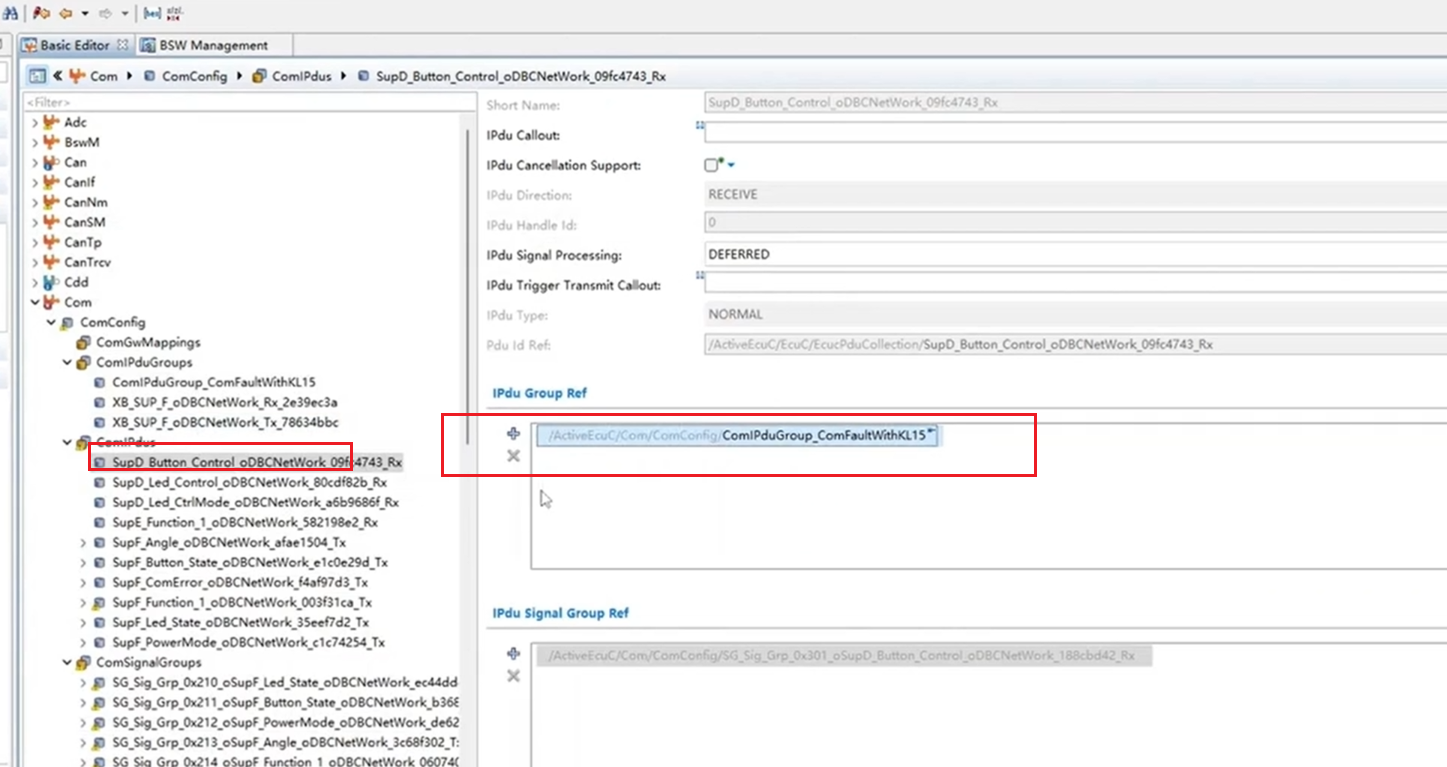 Basic Editor
BSW Management
« Com ComConfig ComIPdus SupD_Button_Control_oDBCNetWork_09fc4743_Rx
<Filter>
Adc
BswM
Can
CanIf
CanNm
CanSM
CanTp
CanTrcv
Cdd
Com
ComConfig
ComGwMappings
ComIPduGroups
ComIPduGroup_ComFaultWithKL15
XB_SUP_F_oDBCNetWork_Rx_2e39ec3a
XB_SUP_F_oDBCNetWork_Tx_78634bbc
ComIPdus
SupD_Button_Control_oDBCNetWork_09fc4743_Rx
SupD_Led_Control_oDBCNetWork_80cdf82b_Rx
SupD_Led_CtrlMode_oDBCNetWork_a6b9686f_Rx
SupE_Function_1_oDBCNetWork_582198e2_Rx
SupF_Angle_oDBCNetWork_afae1504_Tx
SupF_Button_State_oDBCNetWork_e1c0e29d_Tx
SupF_ComError_oDBCNetWork_f4af97d3_Tx
SupF_Function_1_oDBCNetWork_003f31ca_Tx
SupF_Led_State_oDBCNetWork_35eef7d2_Tx
SupF_PowerMode_oDBCNetWork_c1c74254_Tx
ComSignalGroups
SG_Sig_Grp_0x210_oSupF_Led_State_oDBCNetWork_ec44dd
SG_Sig_Grp_0x211_oSupF_Button_State_oDBCNetWork_b368
SG_Sig_Grp_0x212_oSupF_PowerMode_oDBCNetWork_de62
SG_Sig_Grp_0x213_oSupF_Angle_oDBCNetWork_3c68f302_T
SG_Sig_Grp_0x214_oSupF_Function_1_oDBCNetWork_060740
Short Name: SupD_Button_Control_oDBCNetWork_09fc4743_Rx
IPdu Callout:
IPdu Cancellation Support:
IPdu Direction: RECEIVE
IPdu Handle Id: 0
IPdu Signal Processing: DEFERRED
IPdu Trigger Transmit Callout:
IPdu Type: NORMAL
Pdu Id Ref: /ActiveEcuC/EcuC/EcucPduCollection/SupD_Button_Control_oDBCNetWork_09fc4743_Rx
IPdu Group Ref
/ActiveEcuC/Com/ComConfig/ComIPduGroup_ComFaultWithKL15
IPdu Signal Group Ref
/ActiveEcuC/Com/ComConfig/SG_Sig_Grp_0x301_oSupD_Button_Control_oDBCNetWork_188cbd42_Rx